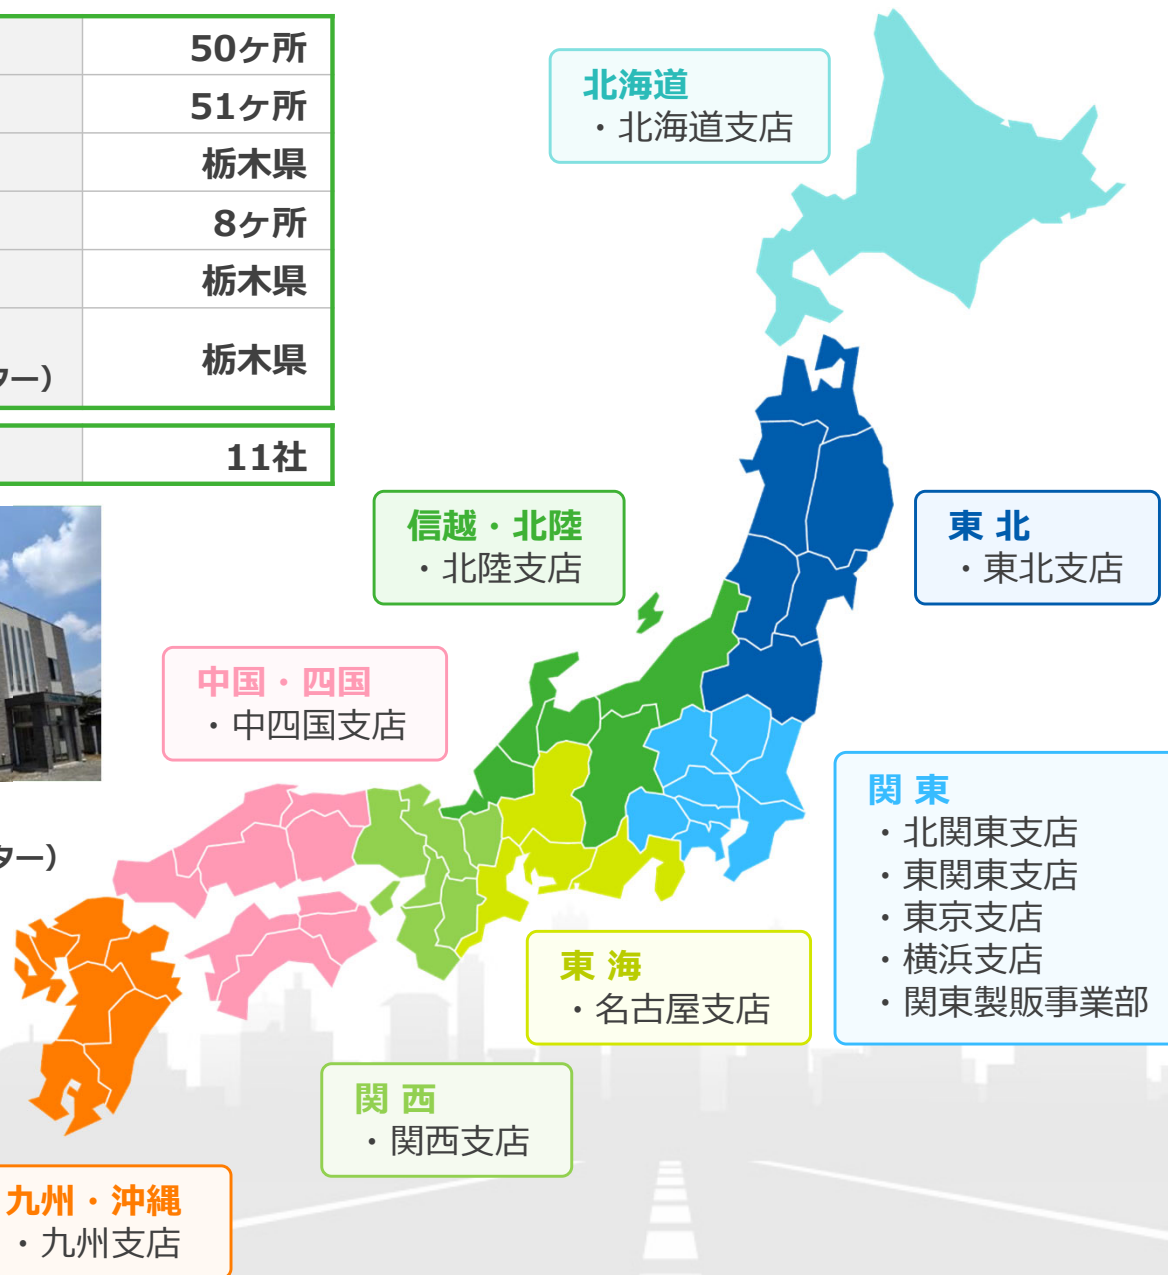 50ヶ所
51ヶ所
栃木県
8ヶ所
栃木県
栃木県
ター）
11社
北海道
・北海道支店
信越・北陸
・北陸支店
東 北
・東北支店
中国・四国
・中四国支店
関 東
・北関東支店
・東関東支店
・東京支店
・横浜支店
・関東製販事業部
ター）
東 海
・名古屋支店
関 西
・関西支店
九州・沖縄
・九州支店